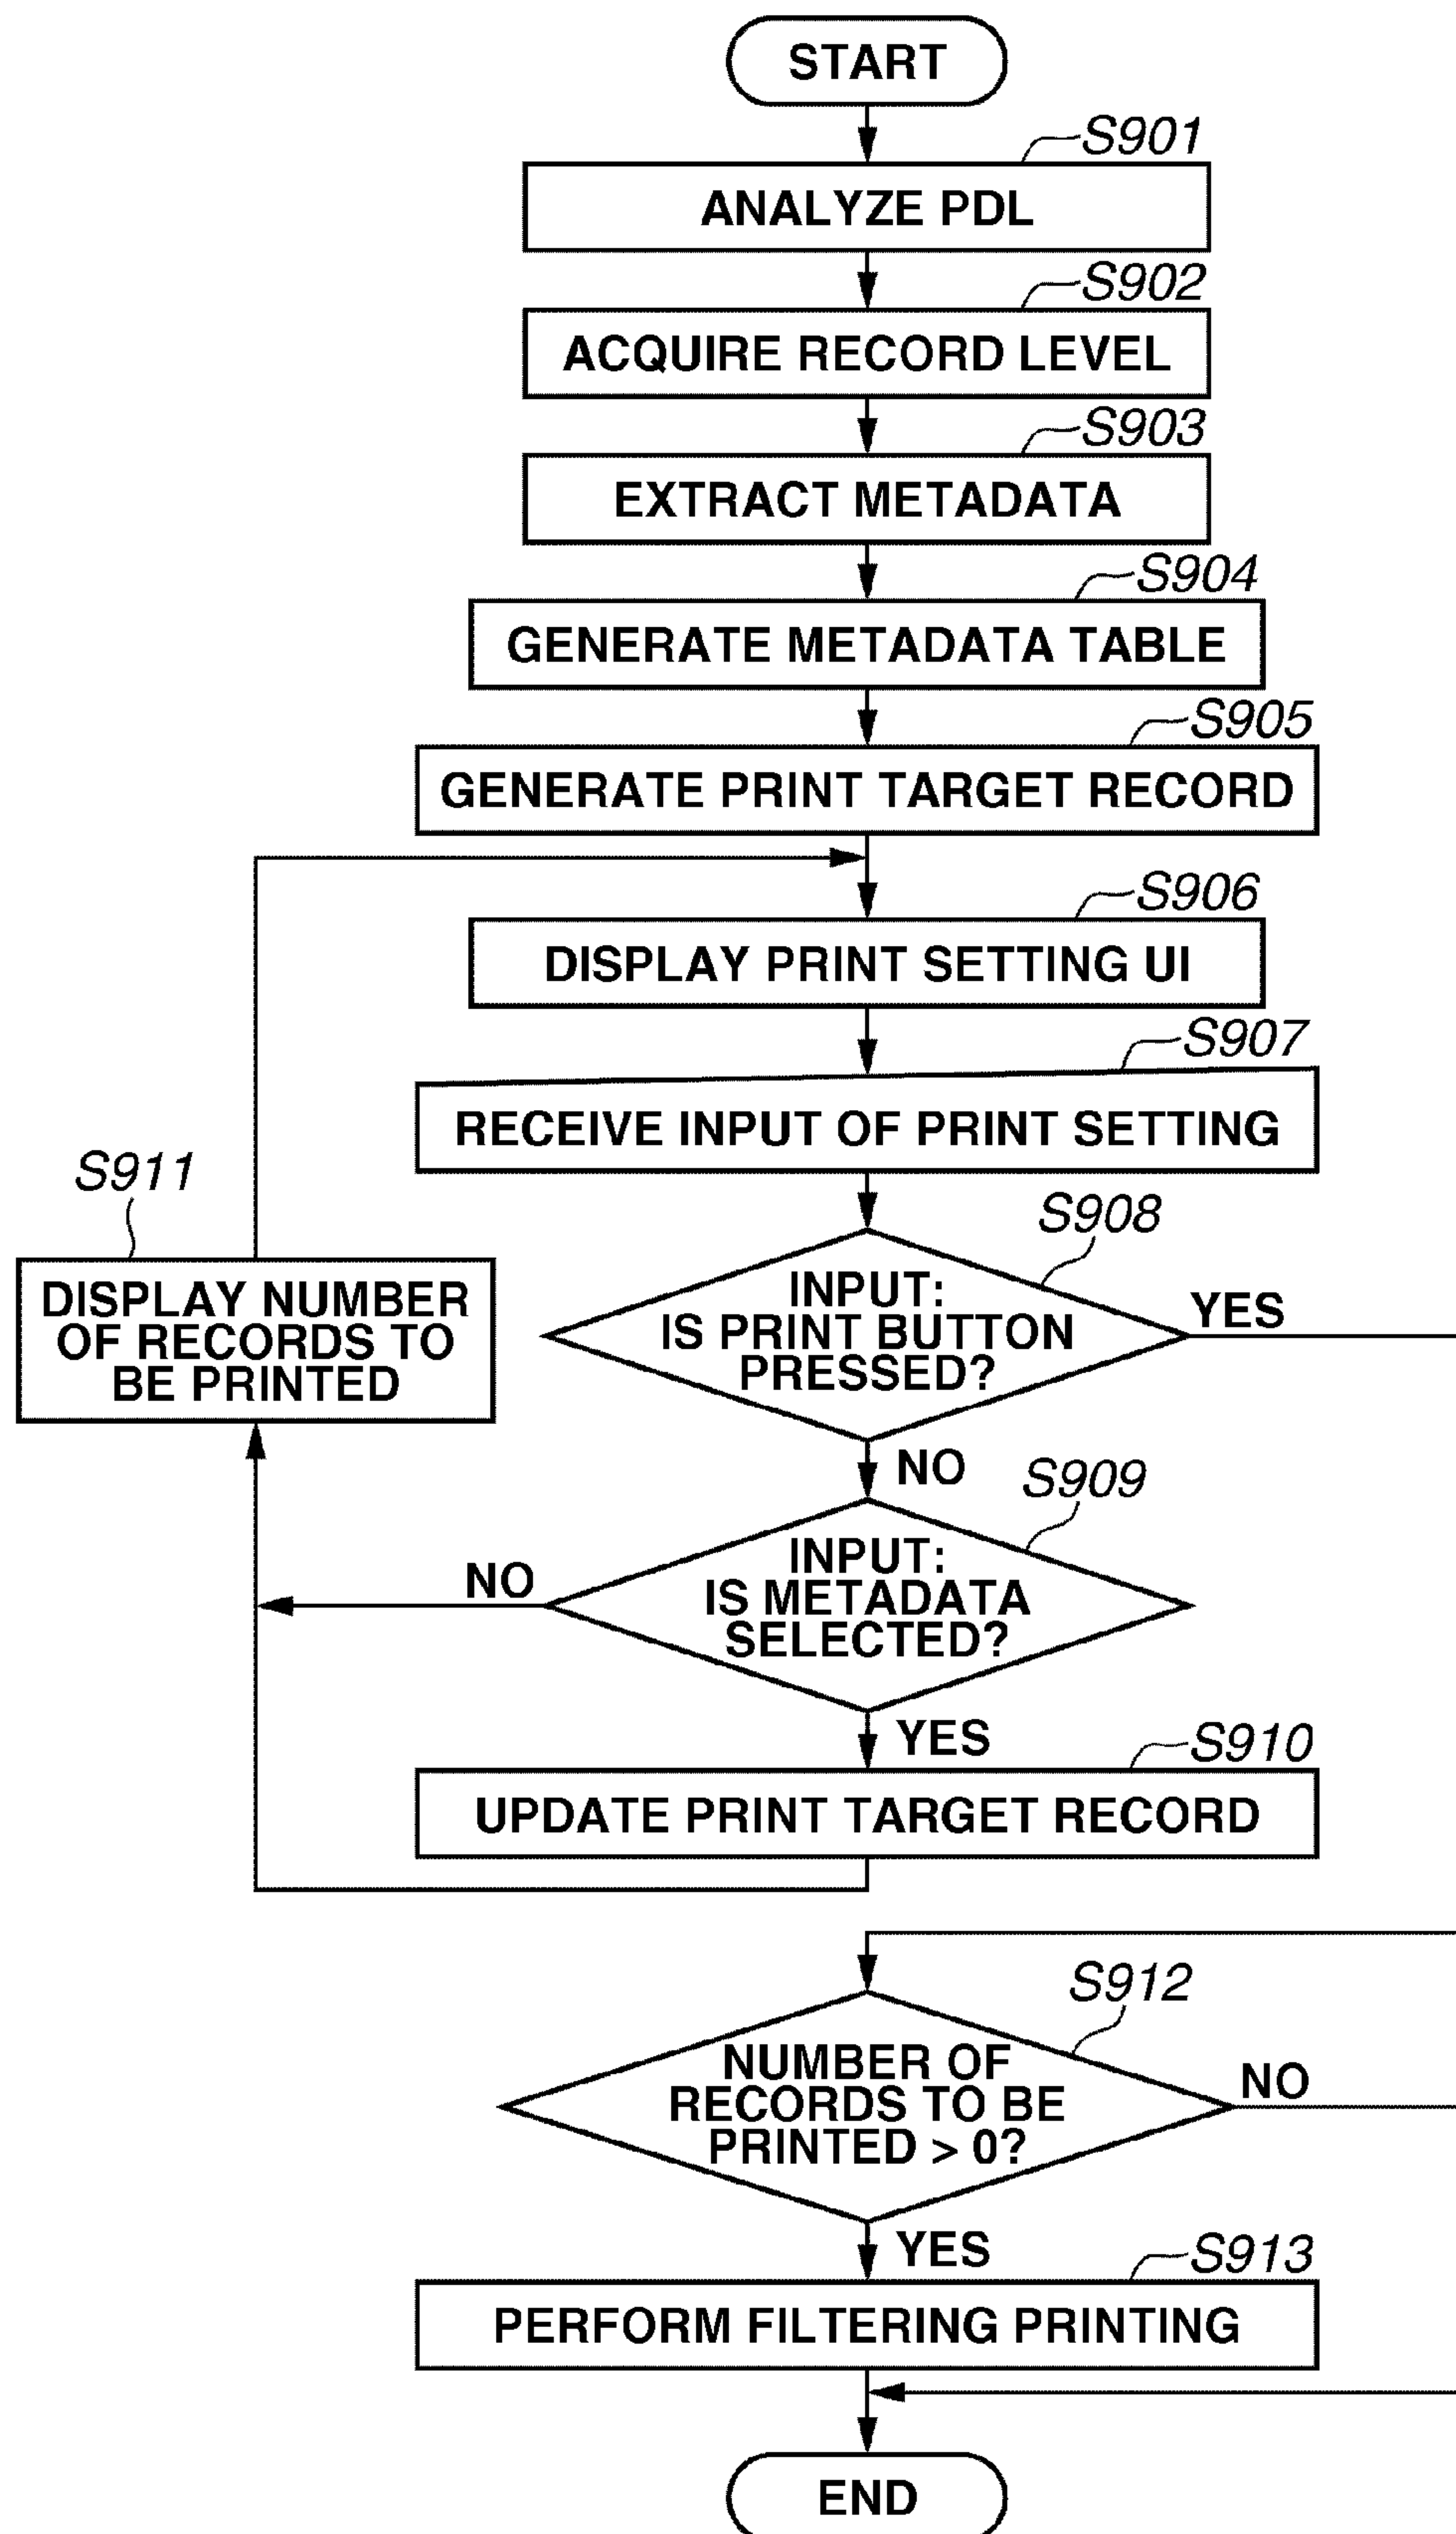 START
S901
ANALYZE PDL
S902
ACQUIRE RECORD LEVEL
S903
EXTRACT METADATA
S904
GENERATE METADATA TABLE
S905
GENERATE PRINT TARGET RECORD
S906
DISPLAY PRINT SETTING UI
S907
RECEIVE INPUT OF PRINT SETTING
S911
DISPLAY NUMBER
OF RECORDS TO
BE PRINTED
S908
INPUT:
IS PRINT BUTTON
PRESSED?
YES
NO
S909
INPUT:
IS METADATA
SELECTED?
NO
YES
S910
UPDATE PRINT TARGET RECORD
S912
NUMBER OF
RECORDS TO BE
PRINTED > 0?
NO
YES
S913
PERFORM FILTERING PRINTING
END